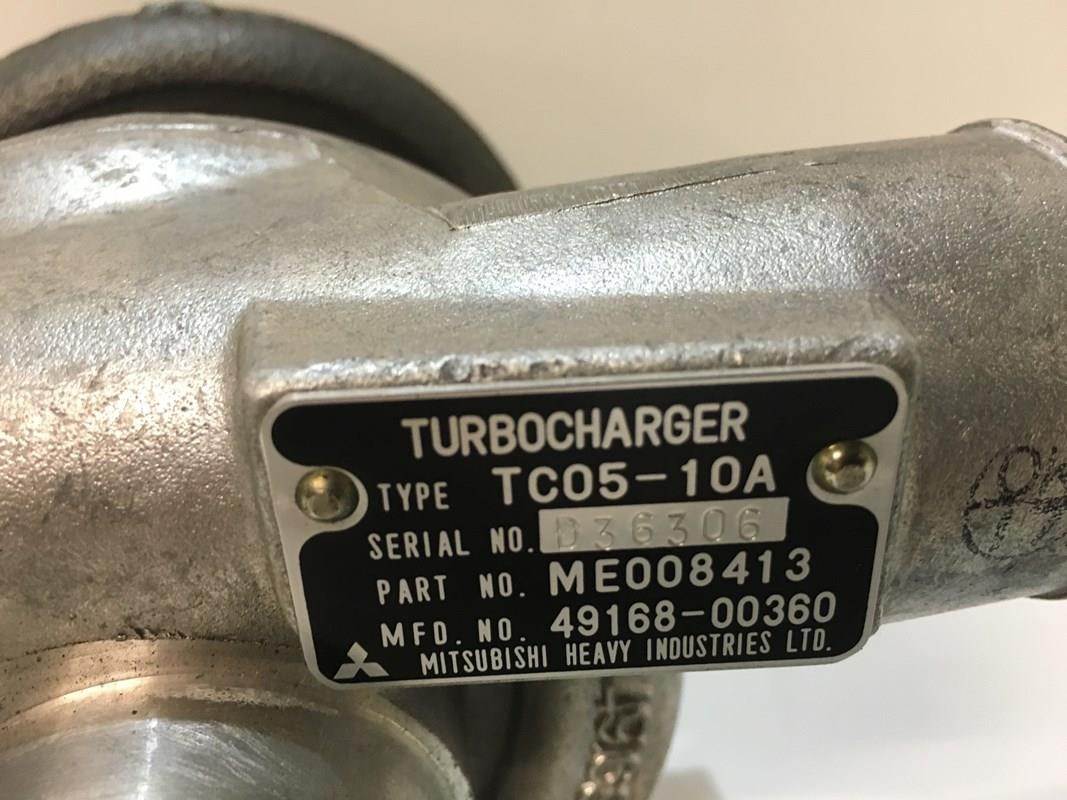 TURBOCHARGER
TYPE TC05-10A
SERIAL NO. D36306
PART NO. ME008413
MFD. NO. 49168-00360
MITSUBISHI HEAVY INDUSTRIES LTD.